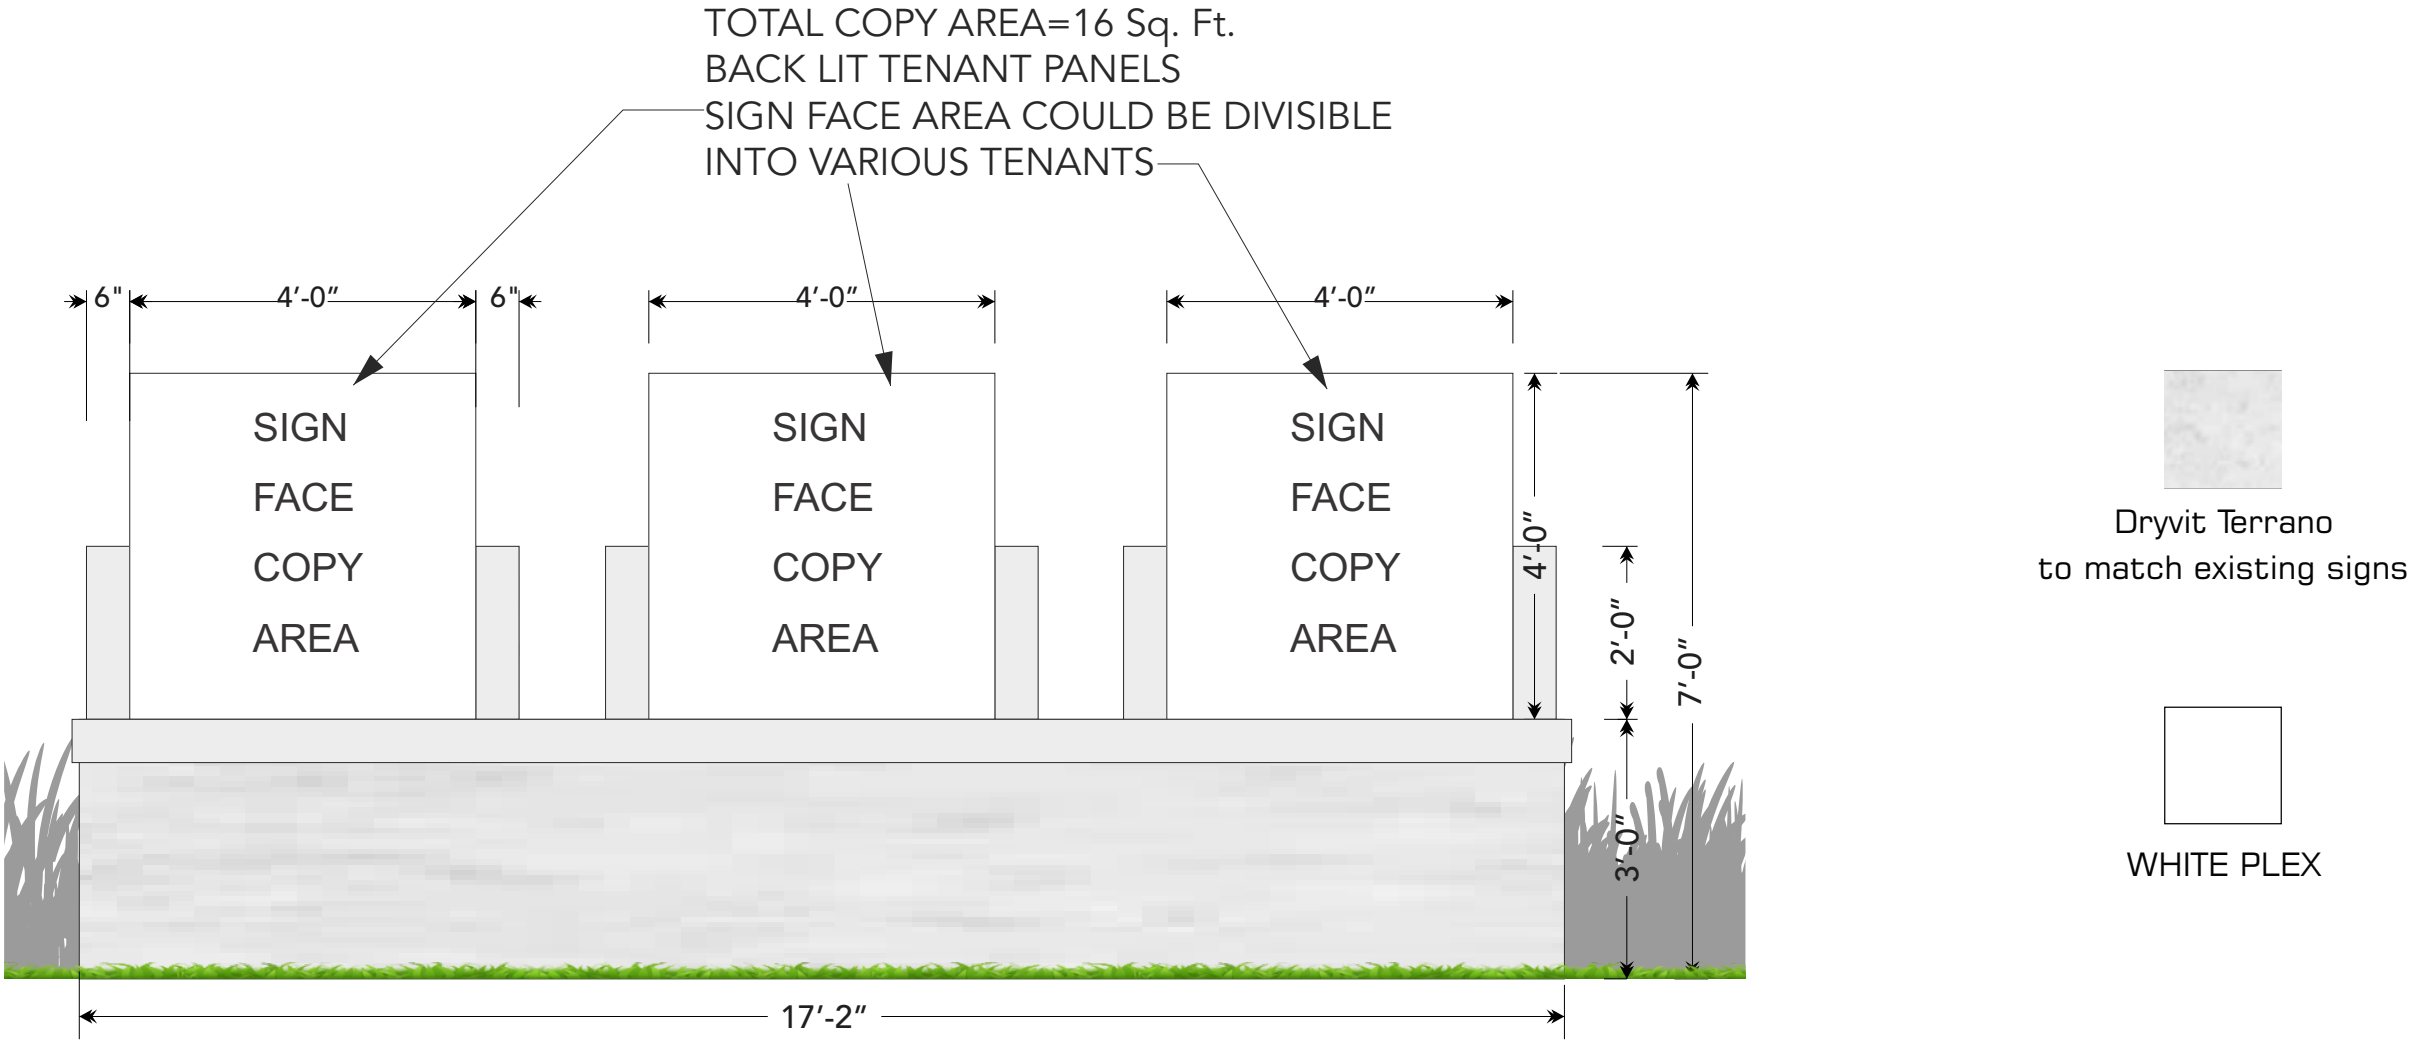 TOTAL COPY AREA=16 Sq. Ft.
BACK LIT TENANT PANELS
SIGN FACE AREA COULD BE DIVISIBLE
INTO VARIOUS TENANTS
6"
4’-0”
6"
4’-0”
4’-0”
SIGN
FACE
COPY
AREA
SIGN
FACE
COPY
AREA
SIGN
FACE
COPY
AREA
4’-0”
2’-0”
7’-0”
3’-0”
17’-2”
Dryvit Terrano
to match existing signs
WHITE PLEX